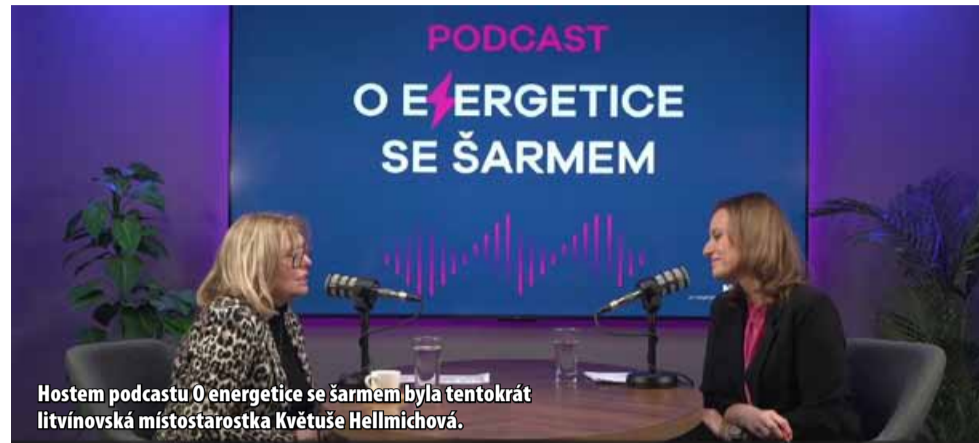 PODCAST
O ENERGETICE
SE ŠARMEM
Hostem podcastu O energetice se šarmem byla tentokrát
litvínovská místostarostka Květuše Hellmichová.